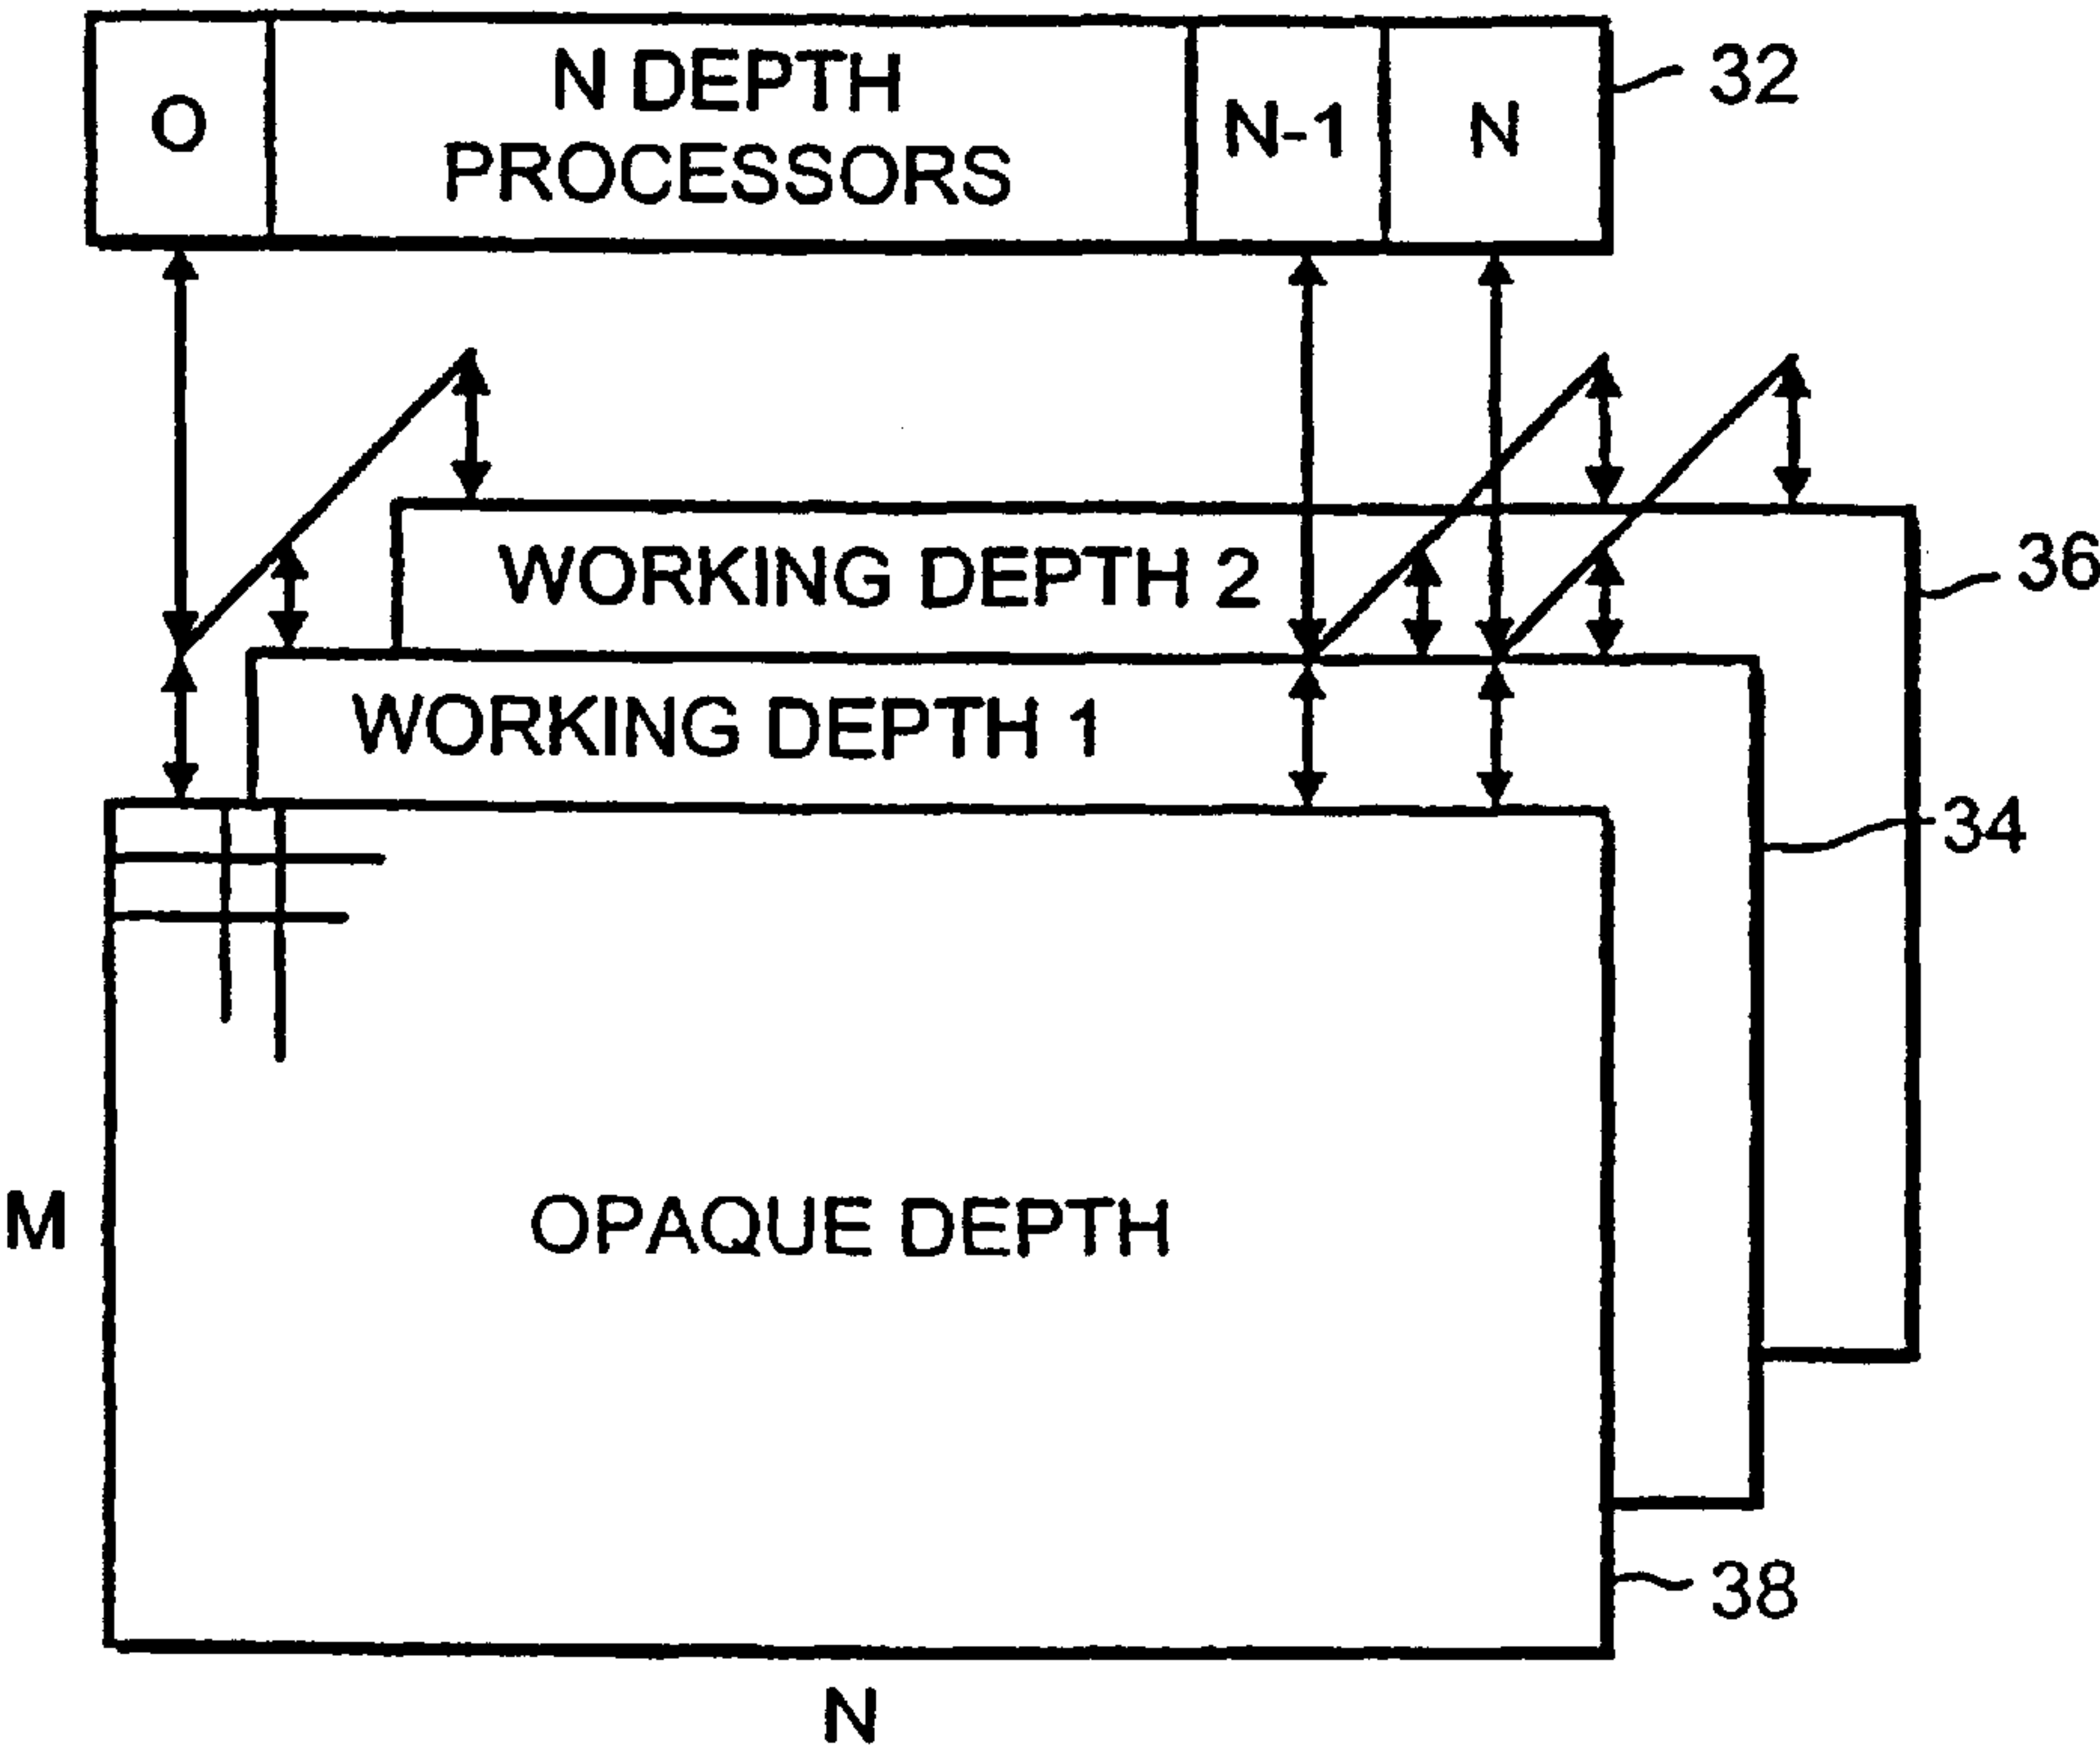 N DEPTH
PROCESSORS
O
N-1
N
32
WORKING DEPTH 2
36
WORKING DEPTH 1
34
OPAQUE DEPTH
M
38
N